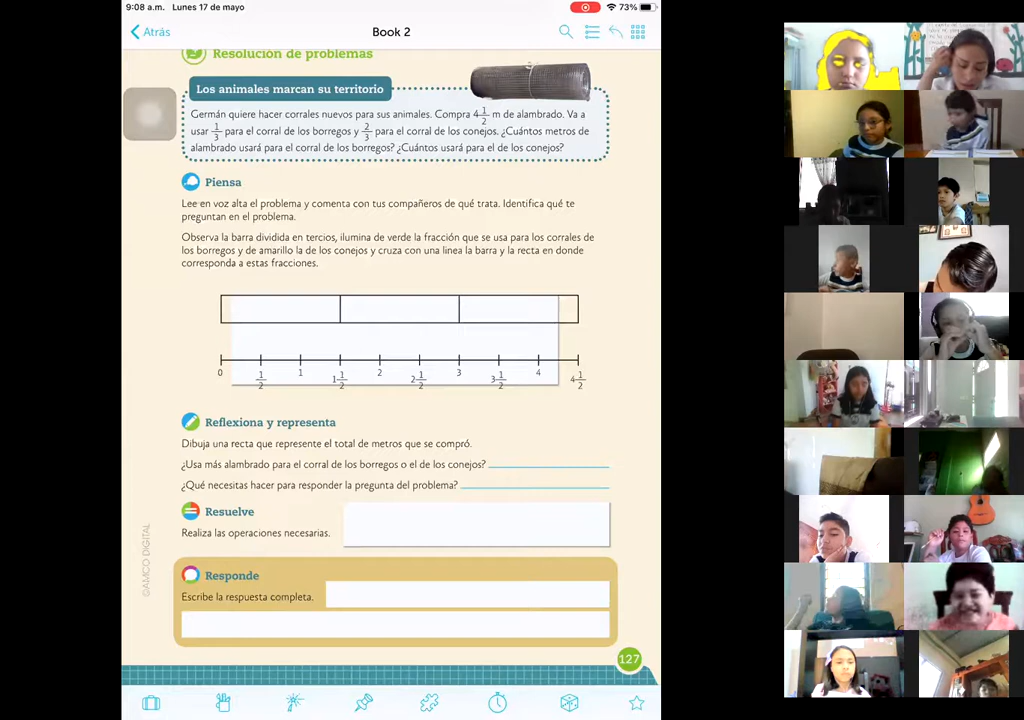 9:08 a.m. Lunes 17 de mayo
73%
Atrás
Book 2
Resolución de problemas
Los animales marcan su territorio
Germán quiere hacer corrales nuevos para sus animales. Compra 4 1/2 m de alambrado. Va a
usar 1/3 para el corral de los borregos y 2/3 para el corral de los conejos. ¿Cuántos metros de
alambrado usará para el corral de los borregos? ¿Cuántos usará para el de los conejos?
Piensa
Lee en voz alta el problema y comenta con tus compañeros de qué trata. Identifica qué te
preguntan en el problema.
Observa la barra dividida en tercios, ilumina de verde la fracción que se usa para los corrales de
los borregos y de amarillo la de los conejos y cruza con una linea la barra y la recta en donde
corresponda a estas fracciones.
0 1/2 1 1 1/2 2 2 1/2 3 3 1/2 4 4 1/2
Reflexiona y representa
Dibuja una recta que represente el total de metros que se compró.
¿Usa más alambrado para el corral de los borregos o el de los conejos?
¿Qué necesitas hacer para responder la pregunta del problema?
Resuelve
Realiza las operaciones necesarias.
©AMCO DIGITAL
Responde
Escribe la respuesta completa.
127